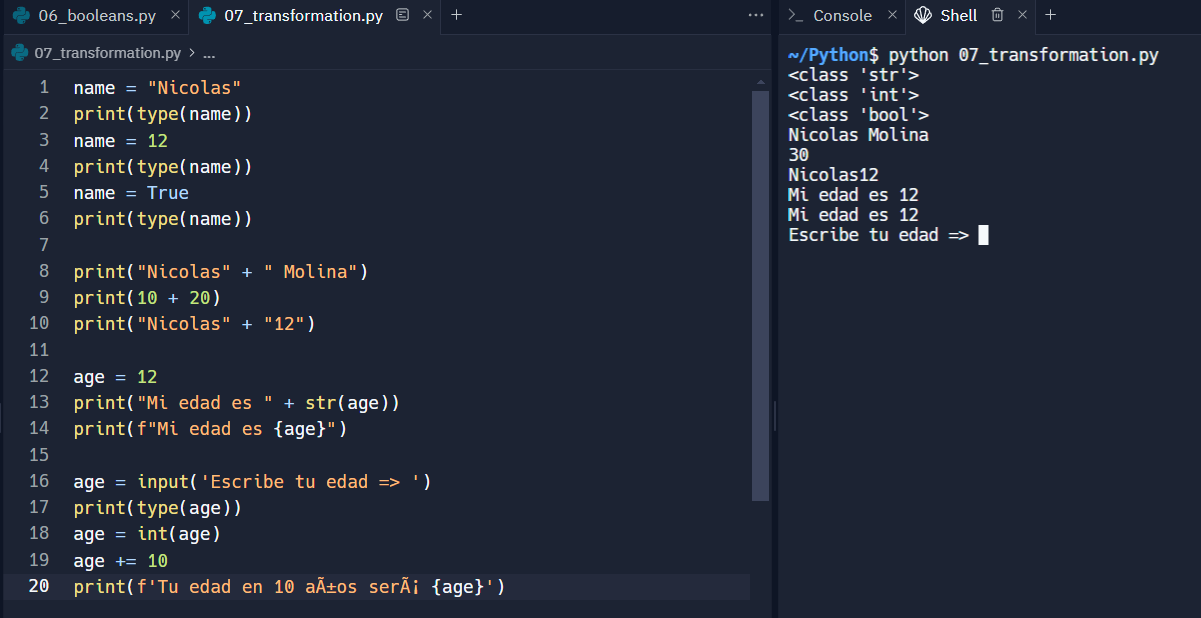 06_booleans.py × 07_transformation.py × +
07_transformation.py > ...
1 name = "Nicolas"
2 print(type(name))
3 name = 12
4 print(type(name))
5 name = True
6 print(type(name))
7
8 print("Nicolas" + " Molina")
9 print(10 + 20)
10 print("Nicolas" + "12")
11
12 age = 12
13 print("Mi edad es " + str(age))
14 print(f"Mi edad es {age}")
15
16 age = input('Escribe tu edad => ')
17 print(type(age))
18 age = int(age)
19 age += 10
20 print(f'Tu edad en 10 aÃ±os serÃ¡ {age}')
Console × Shell × +
~/Python$ python 07_transformation.py
<class 'str'>
<class 'int'>
<class 'bool'>
Nicolas Molina
30
Nicolas12
Mi edad es 12
Mi edad es 12
Escribe tu edad =>